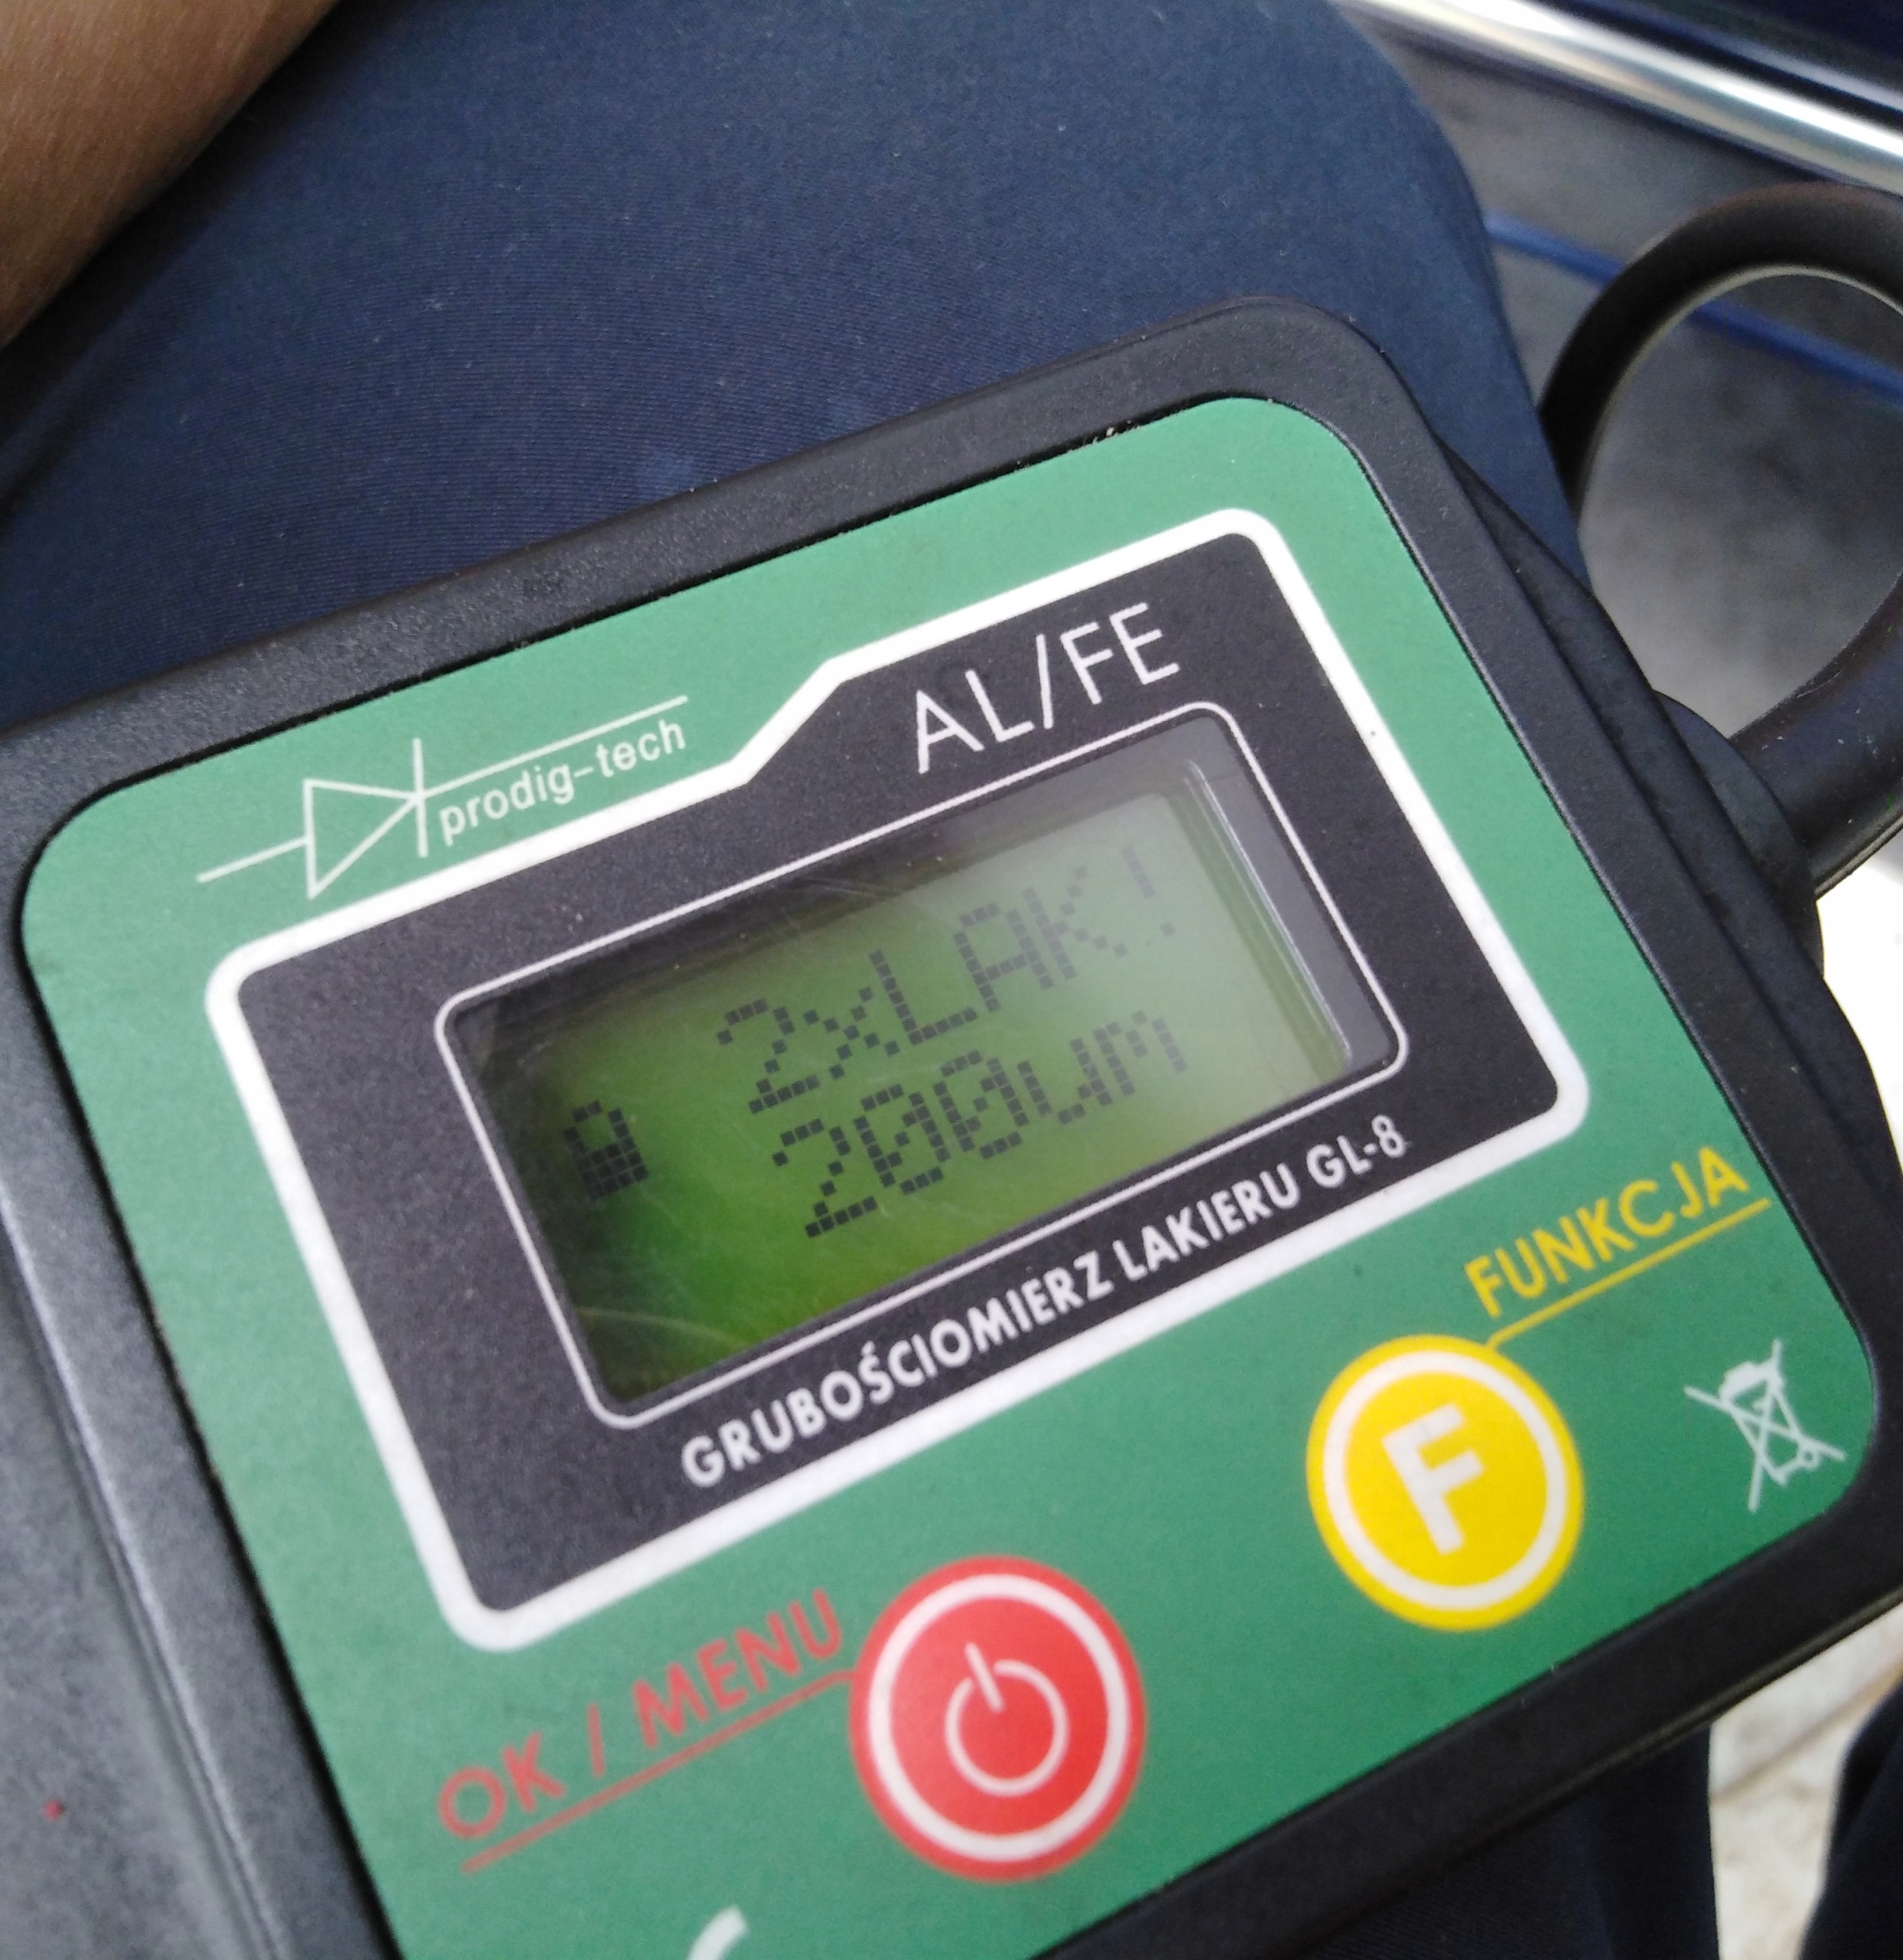 prodig-tech
AL/FE
2xLAK!
200um
GRUBOŚCIOMIERZ LAKIERU GL-8
FUNKCJA
F
OK / MENU